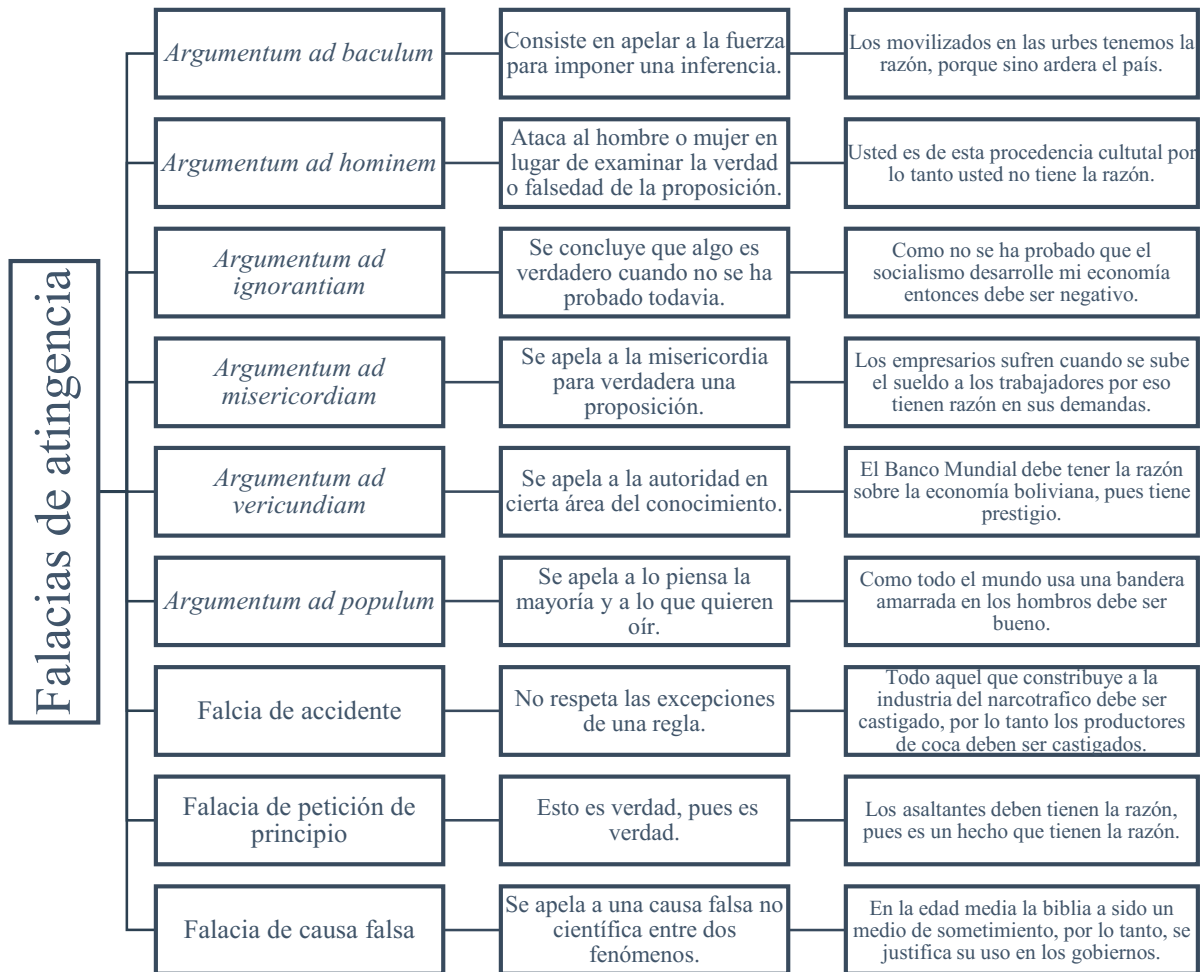 Falacias de atingencia
Argumentum ad baculum
Consiste en apelar a la fuerza
para imponer una inferencia.
Los movilizados en las urbes tenemos la
razón, porque sino ardera el país.
Argumentum ad hominem
Ataca al hombre o mujer en
lugar de examinar la verdad
o falsedad de la proposición.
Usted es de esta procedencia cultutal por
lo tanto usted no tiene la razón.
Argumentum ad
ignorantiam
Se concluye que algo es
verdadero cuando no se ha
probado todavia.
Como no se ha probado que el
socialismo desarrolle mi economía
entonces debe ser negativo.
Argumentum ad
misericordiam
Se apela a la misericordia
para verdadera una
proposición.
Los empresarios sufren cuando se sube
el sueldo a los trabajadores por eso
tienen razón en sus demandas.
Argumentum ad
vericundiam
Se apela a la autoridad en
cierta área del conocimiento.
El Banco Mundial debe tener la razón
sobre la economía boliviana, pues tiene
prestigio.
Argumentum ad populum
Se apela a lo piensa la
mayoría y a lo que quieren
oír.
Como todo el mundo usa una bandera
amarrada en los hombros debe ser
bueno.
Falcia de accidente
No respeta las excepciones
de una regla.
Todo aquel que constribuye a la
industria del narcotrafico debe ser
castigado, por lo tanto los productores
de coca deben ser castigados.
Falacia de petición de
principio
Esto es verdad, pues es
verdad.
Los asaltantes deben tienen la razón,
pues es un hecho que tienen la razón.
Falacia de causa falsa
Se apela a una causa falsa no
científica entre dos
fenómenos.
En la edad media la biblia a sido un
medio de sometimiento, por lo tanto, se
justifica su uso en los gobiernos.